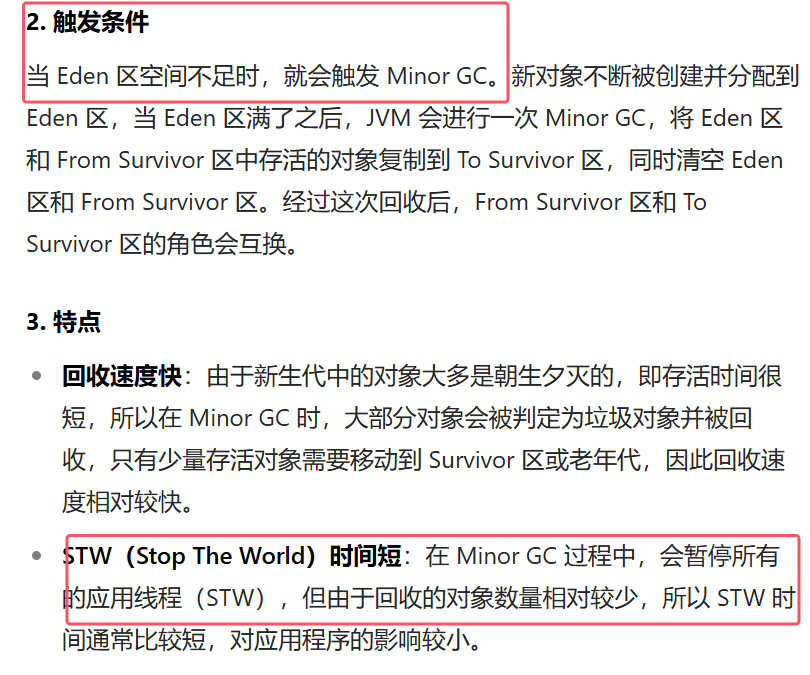 2. 触发条件
当 Eden 区空间不足时，就会触发 Minor GC。新对象不断被创建并分配到
Eden 区，当 Eden 区满了之后，JVM 会进行一次 Minor GC，将 Eden 区
和 From Survivor 区中存活的对象复制到 To Survivor 区，同时清空 Eden
区和 From Survivor 区。经过这次回收后，From Survivor 区和 To
Survivor 区的角色会互换。
3. 特点
• 回收速度快：由于新生代中的对象大多是朝生夕灭的，即存活时间很
短，所以在 Minor GC 时，大部分对象会被判定为垃圾对象并被回
收，只有少量存活对象需要移动到 Survivor 区或老年代，因此回收速
度相对较快。
• STW（Stop The World）时间短：在 Minor GC 过程中，会暂停所有
的应用线程（STW），但由于回收的对象数量相对较少，所以 STW 时
间通常比较短，对应用程序的影响较小。